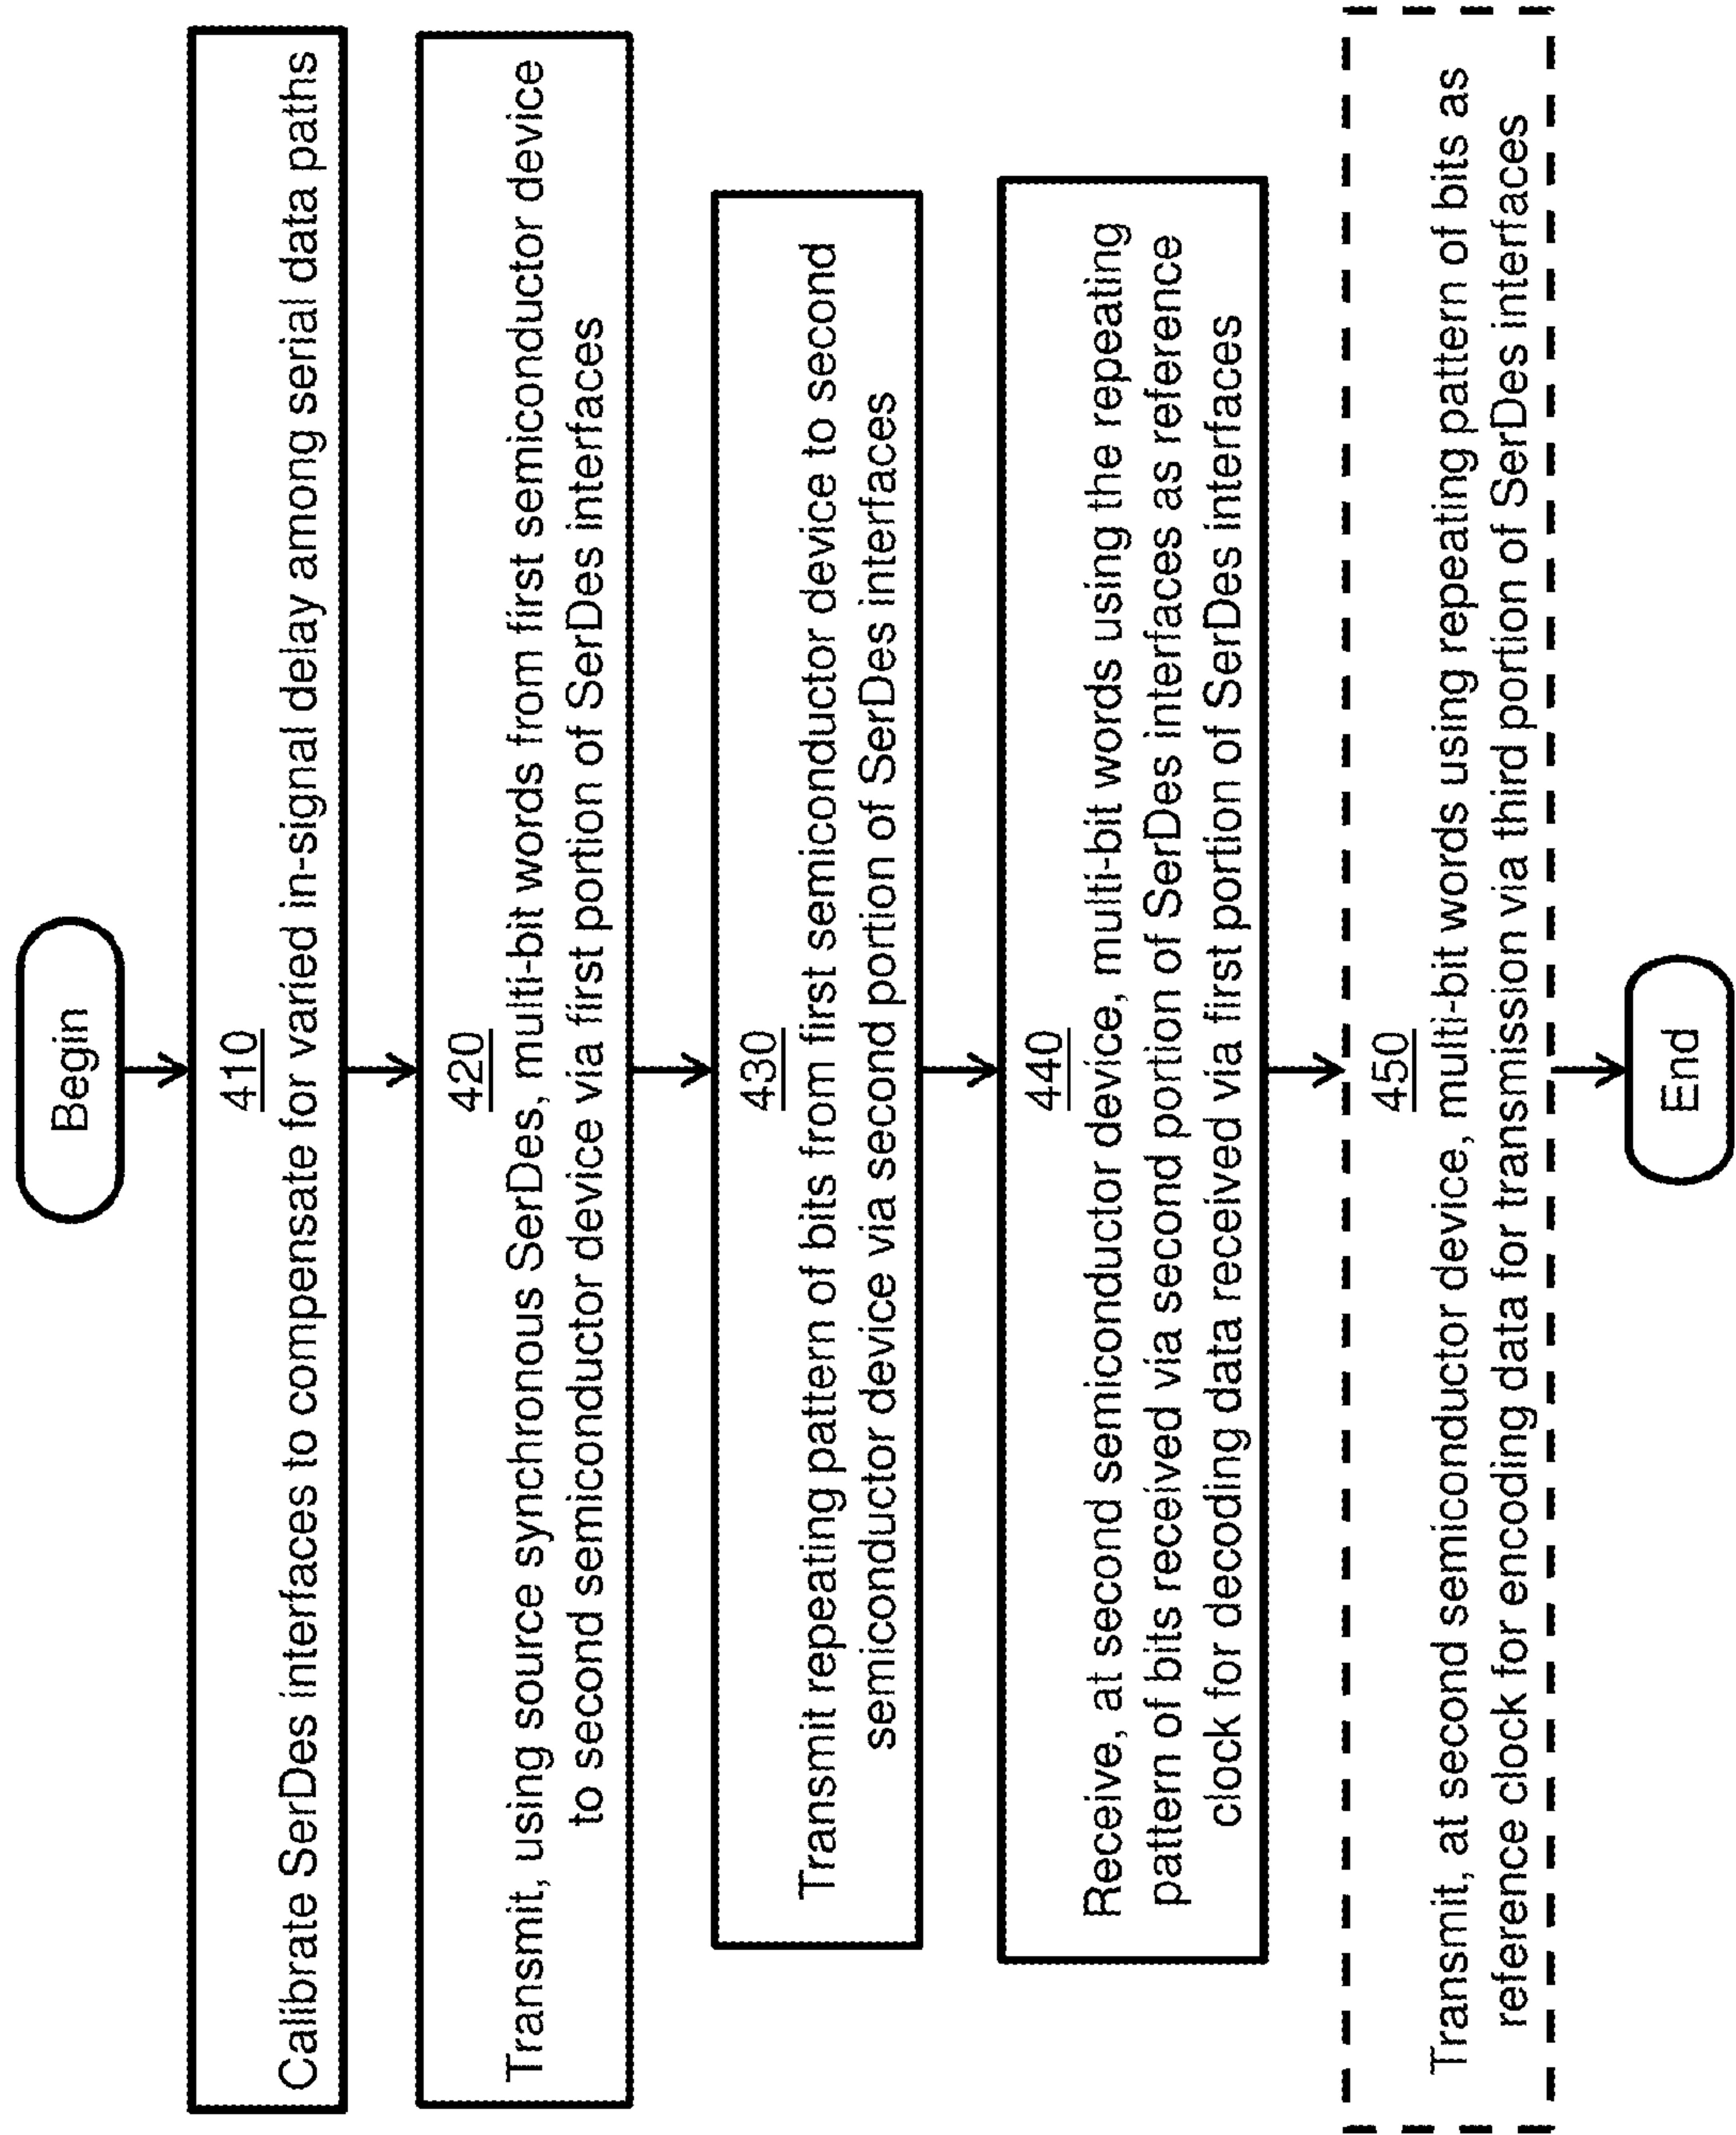 Begin
410
Calibrate SerDes interfaces to compensate for varied in-signal delay among serial data paths
420
Transmit, using source synchronous SerDes, multi-bit words from first semiconductor device
to second semiconductor device via first portion of SerDes interfaces
430
Transmit repeating pattern of bits from first semiconductor device to second
semiconductor device via second portion of SerDes interfaces
440
Receive, at second semiconductor device, multi-bit words using the repeating
pattern of bits received via second portion of SerDes interfaces as reference
clock for decoding data received via first portion of SerDes interfaces
450
Transmit, at second semiconductor device, multi-bit words using repeating pattern of bits as
reference clock for encoding data for transmission via third portion of SerDes interfaces
End